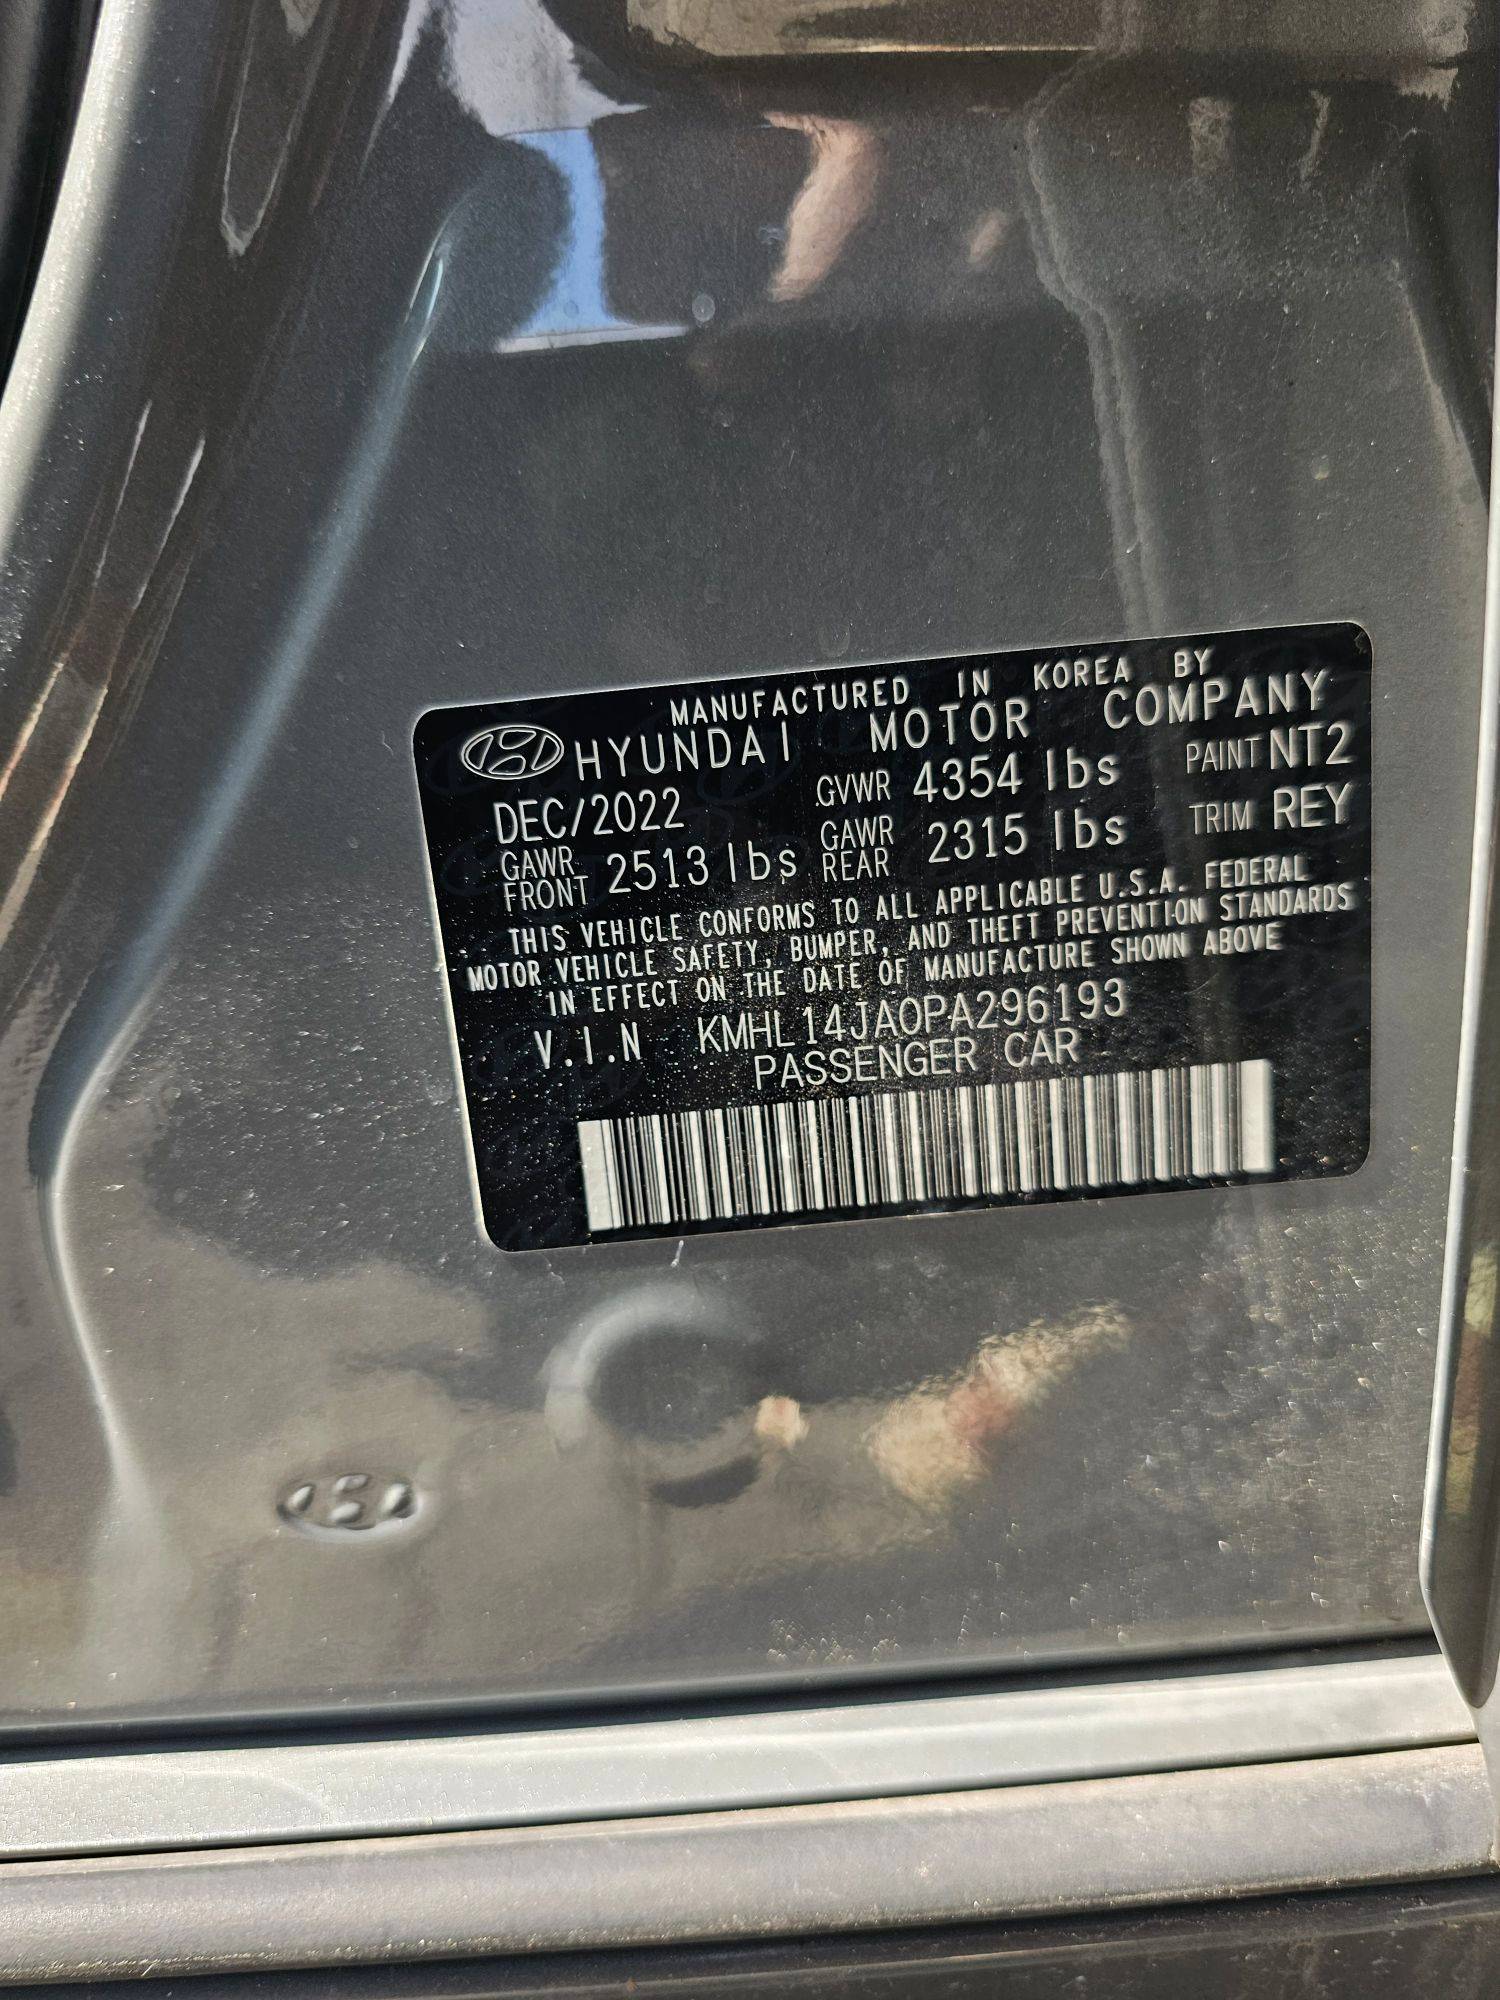 MANUFACTURED IN KOREA BY
HYUNDAI MOTOR COMPANY
DEC/2022 GVWR 4354 lbs PAINT NT2
GAWR FRONT 2513 lbs GAWR REAR 2315 lbs TRIM REY
THIS VEHICLE CONFORMS TO ALL APPLICABLE U.S.A. FEDERAL
MOTOR VEHICLE SAFETY, BUMPER, AND THEFT PREVENTION STANDARDS
IN EFFECT ON THE DATE OF MANUFACTURE SHOWN ABOVE
V.I.N KMHL14JA0PA296193
PASSENGER CAR